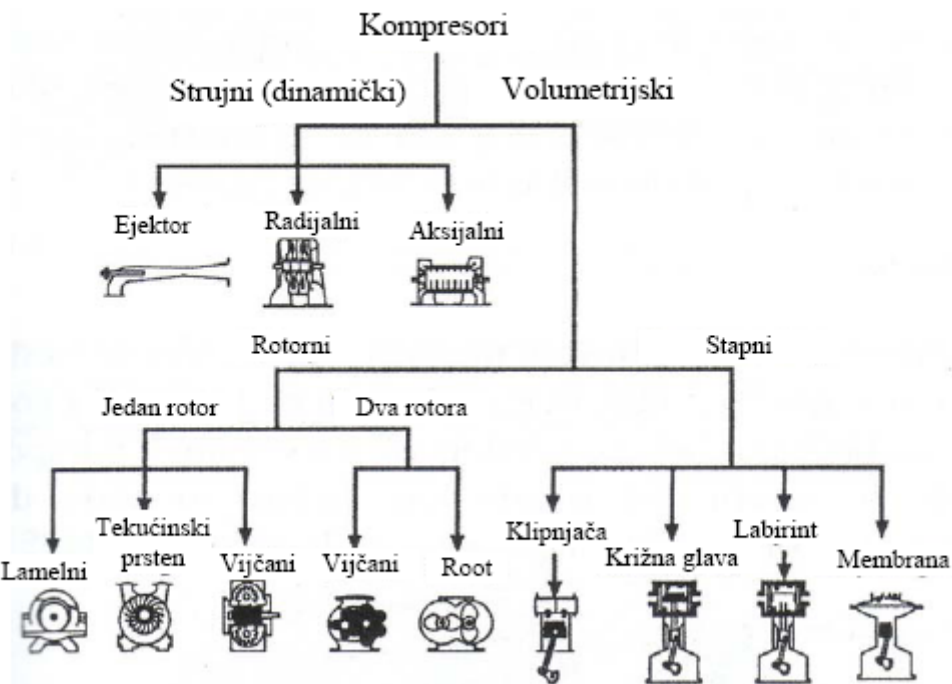 Kompresori
Strujni (dinamički)
Volumetrijski
Ejektor
Radijalni
Aksijalni
Rotorni
Stapni
Jedan rotor
Dva rotora
Lamelni
Tekućinski
prsten
Vijčani
Vijčani
Root
Klipnjača
Križna glava
Labirint
Membrana